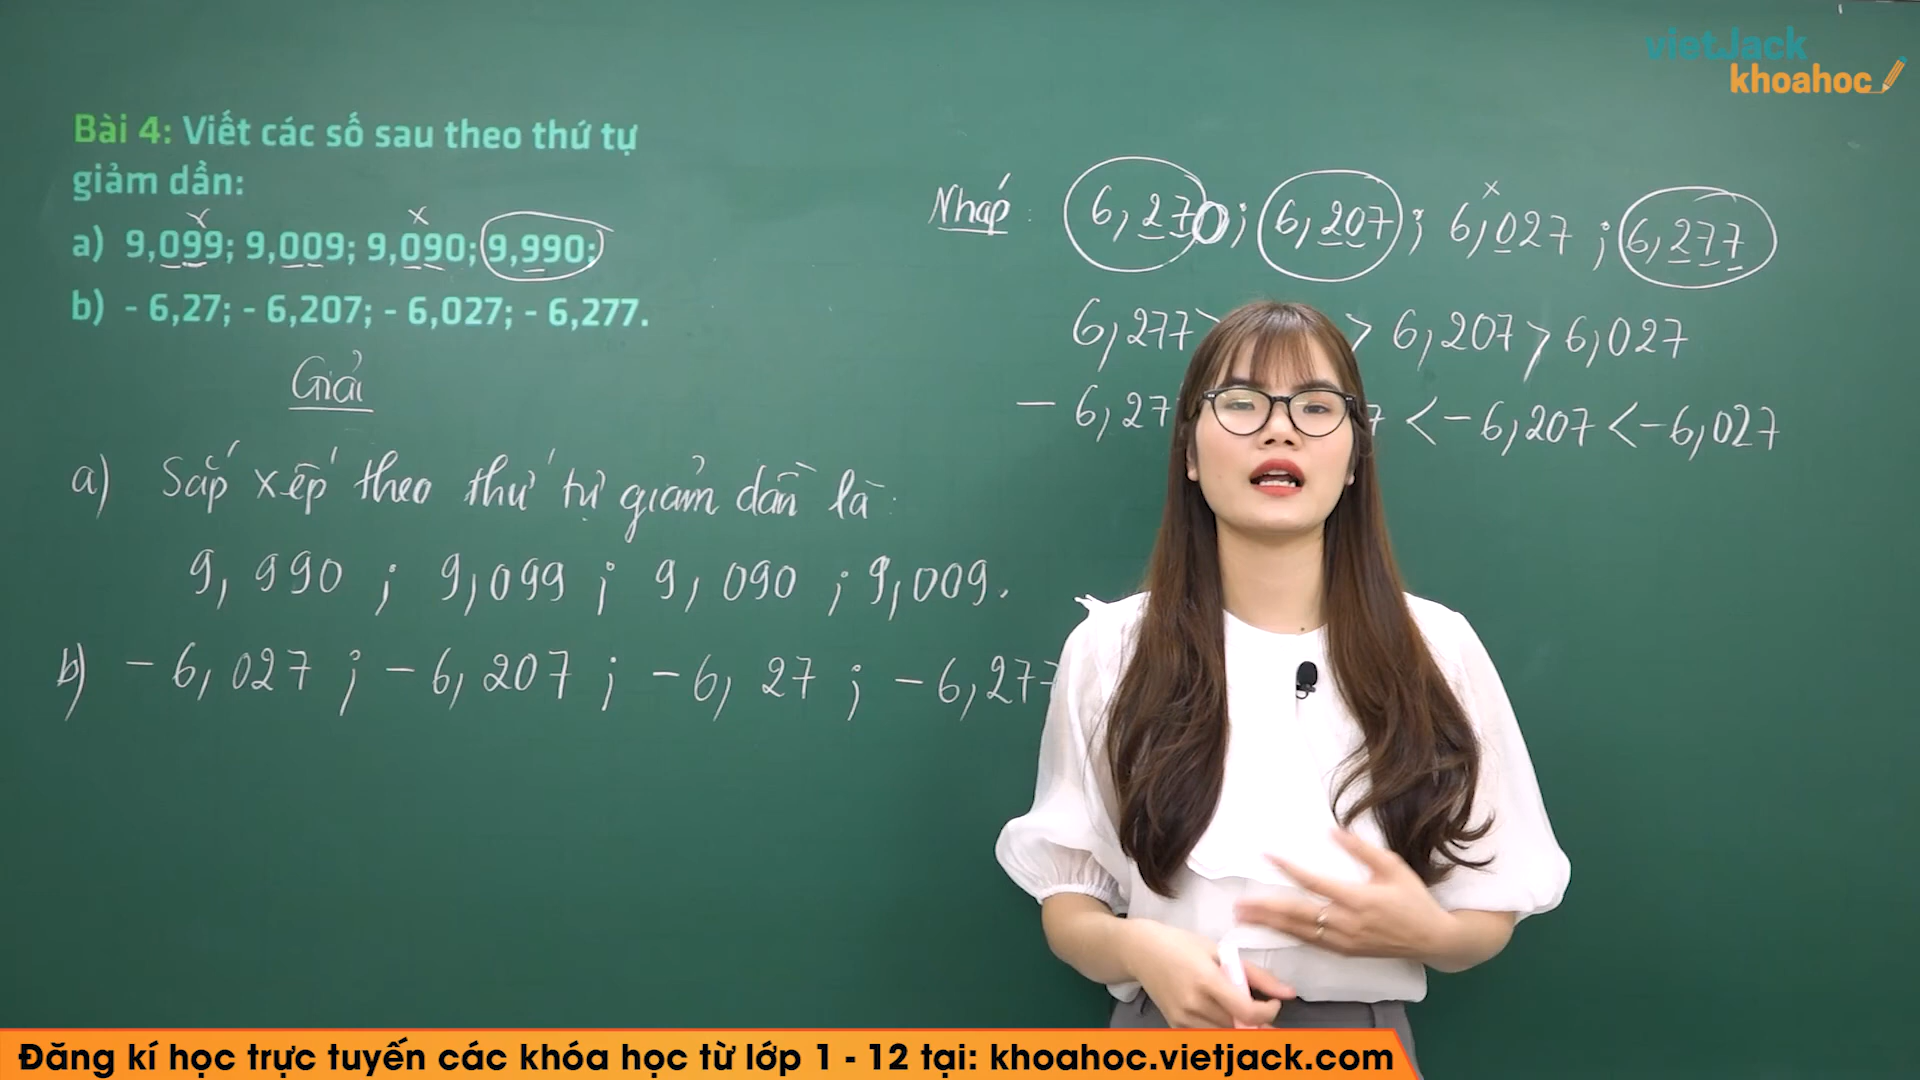 vietJack
khoahoc
Bài 4: Viết các số sau theo thứ tự
giảm dần:
a) 9,099; 9,009; 9,090; 9,990;
b) - 6,27; - 6,207; - 6,027; - 6,277.
Giải
a) Sắp xếp theo thứ tự giảm dần là:
9,990 ; 9,099 ; 9,090 ; 9,009.
b) - 6,027 ; - 6,207 ; - 6,27 ; - 6,277
Nháp: 6,270; 6,207; 6,027; 6,277
6,277 > > 6,207 > 6,027
- 6,27 7 < - 6,207 < - 6,027
Đăng kí học trực tuyến các khóa học từ lớp 1 - 12 tại: khoahoc.vietjack.com